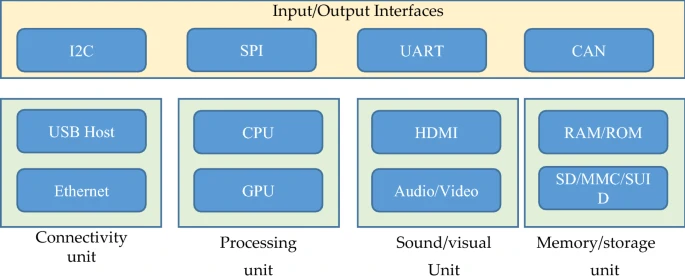 Input/Output Interfaces
I2C SPI UART CAN
USB Host CPU HDMI RAM/ROM
Ethernet GPU Audio/Video SD/MMC/SUI
D
Connectivity Processing Sound/visual Memory/storage
unit unit Unit unit